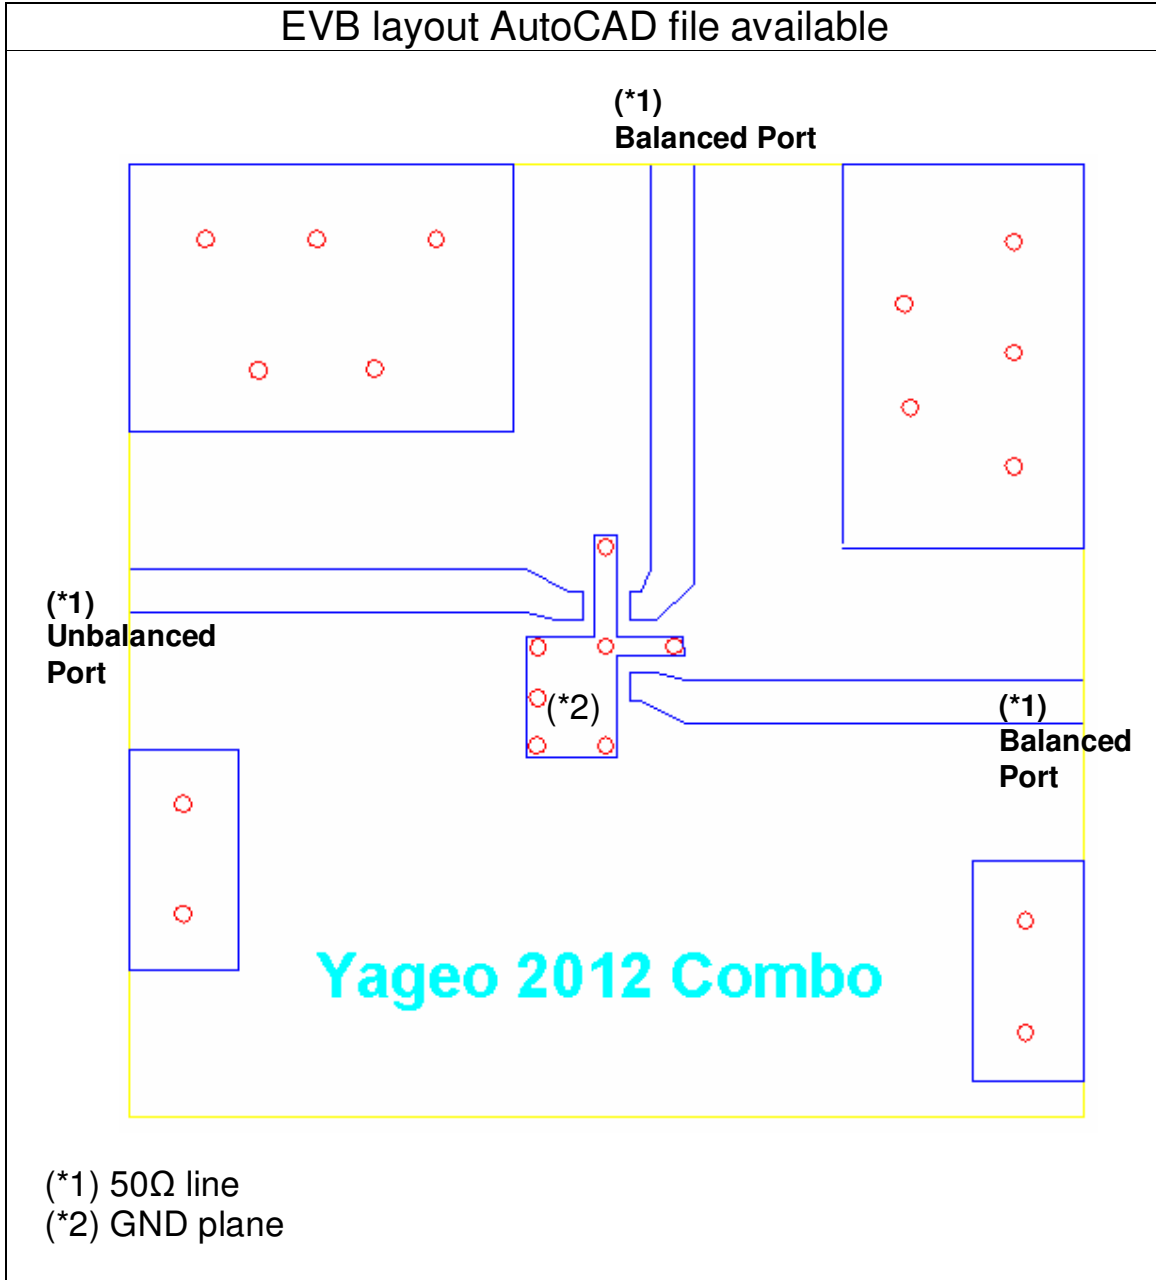 EVB layout AutoCAD file available
(*1)
Balanced Port
(*1)
Unbalanced
Port
(*2)
(*1)
Balanced
Port
Yageo 2012 Combo
(*1) 50Ω line
(*2) GND plane